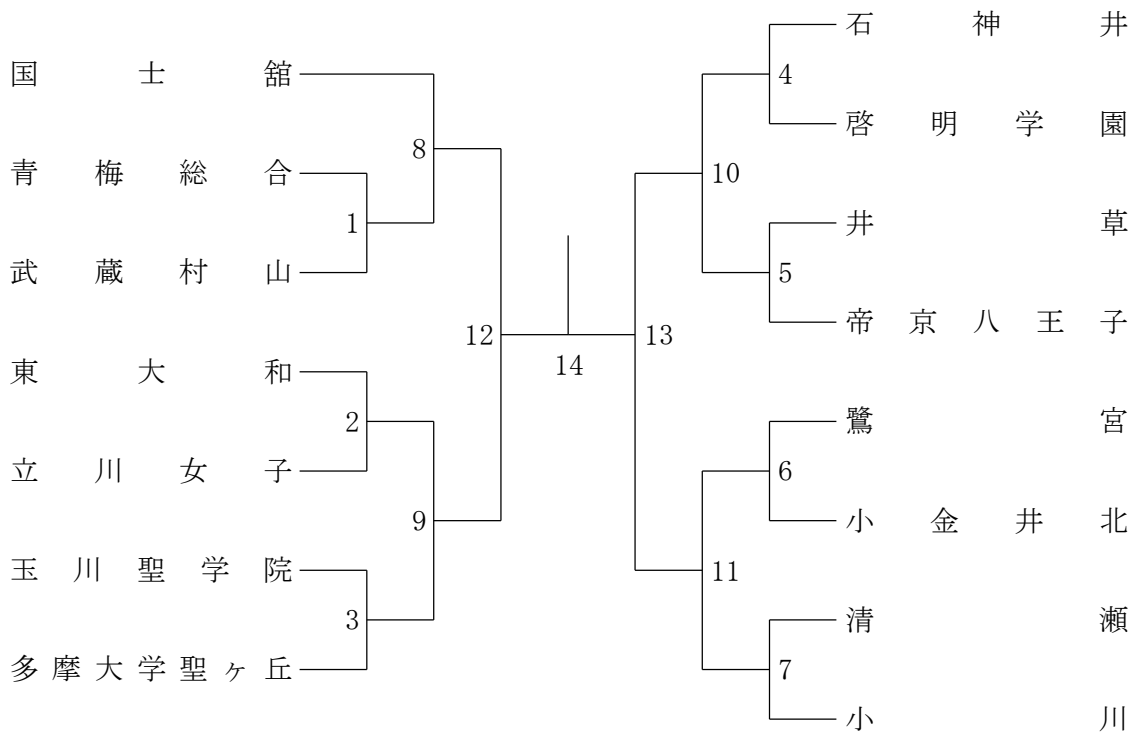 国士舘
青梅総合
武蔵村山
東大和
立川女子
玉川聖学院
多摩大学聖ヶ丘
1
2
3
8
9
12
14
13
10
11
4
5
6
7
石神井
啓明学園
井草
帝京八王子
鷺宮
小金井北
清瀬
小川